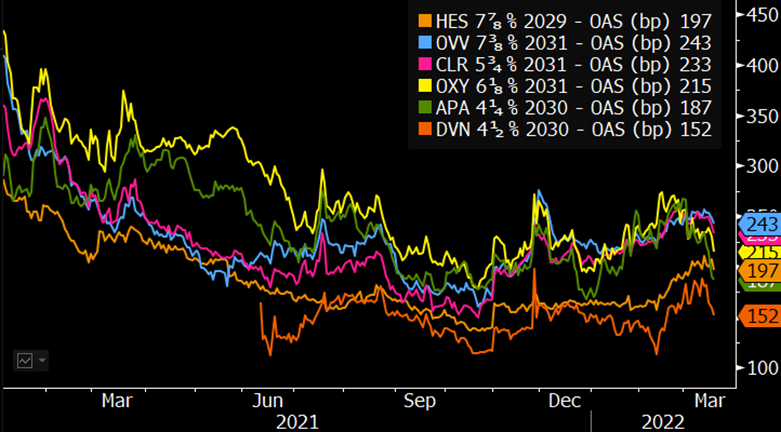 HES 7⅞% 2029 - OAS (bp) 197
OVV 7⅜% 2031 - OAS (bp) 243
CLR 5¾% 2031 - OAS (bp) 233
OXY 6⅛% 2031 - OAS (bp) 215
APA 4¼% 2030 - OAS (bp) 187
DVN 4½% 2030 - OAS (bp) 152
450
400
350
300
243
215
197
187
152
100
Mar Jun Sep Dec Mar
2021 2022